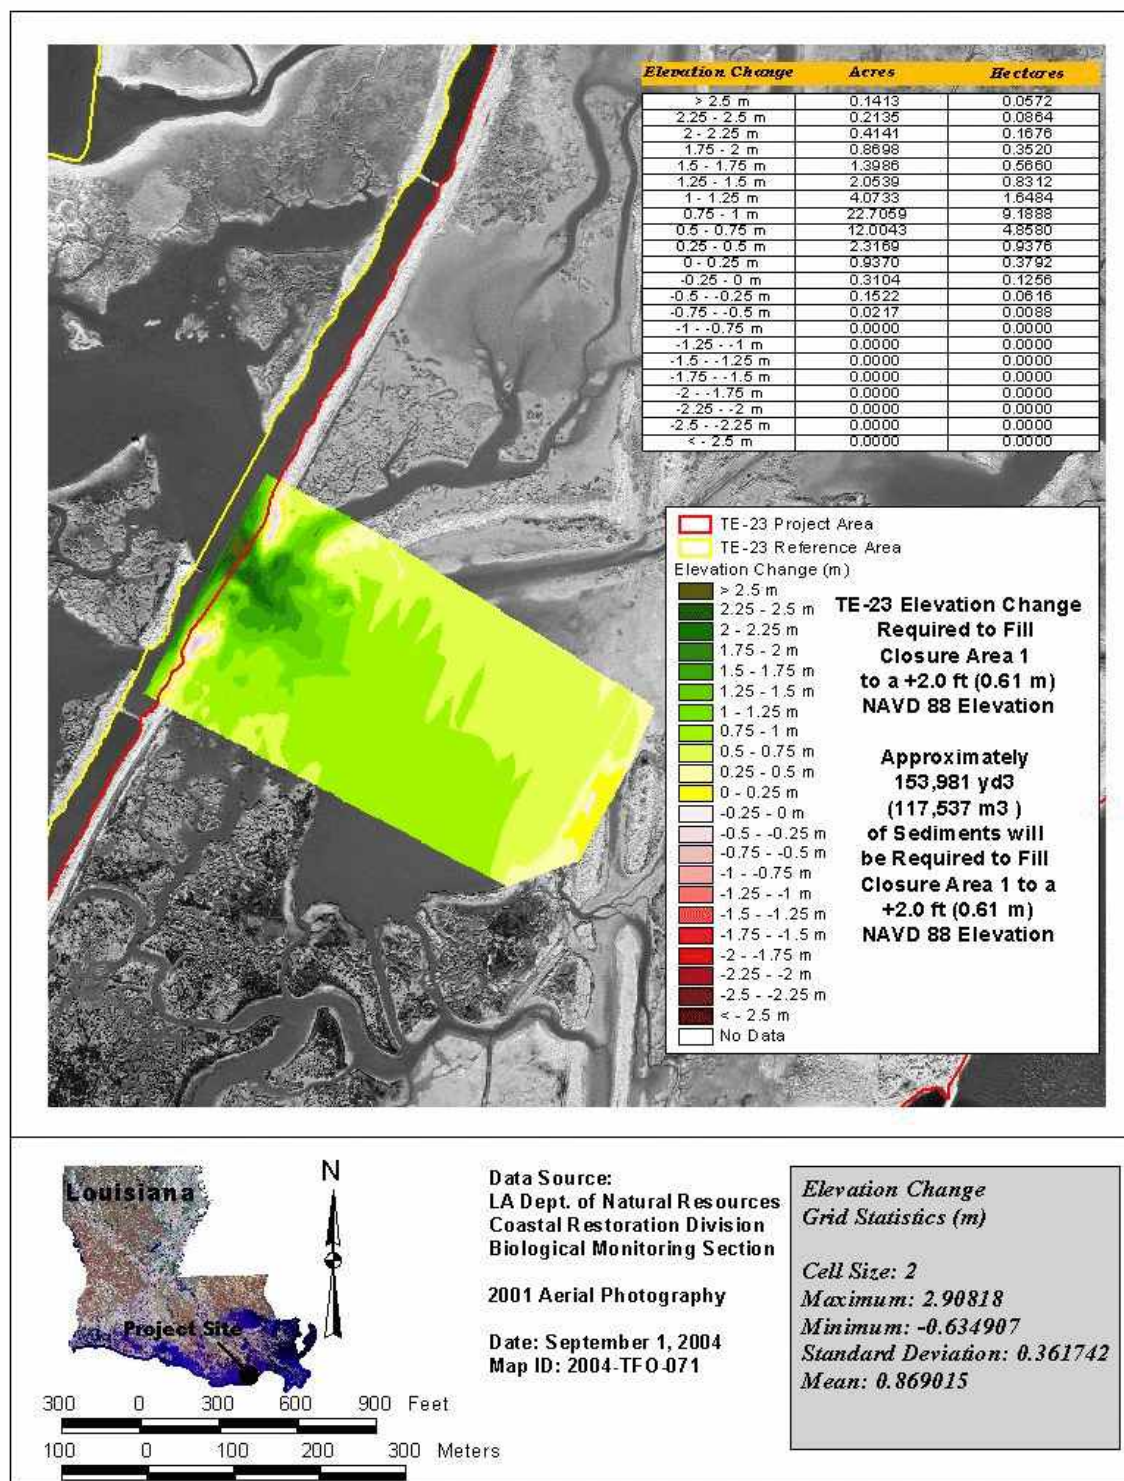 Elevation Change Acres Hectares
> 2.5 m 0.1413 0.0572
2.25 - 2.5 m 0.2135 0.0864
2 - 2.25 m 0.4141 0.1676
1.75 - 2 m 0.8698 0.3520
1.5 - 1.75 m 1.3986 0.5660
1.25 - 1.5 m 2.0539 0.8312
1 - 1.25 m 4.0733 1.6484
0.75 - 1 m 22.7059 9.1888
0.5 - 0.75 m 12.0043 4.8580
0.25 - 0.5 m 2.3169 0.9376
0 - 0.25 m 0.9370 0.3792
-0.25 - 0 m 0.3104 0.1256
-0.5 - -0.25 m 0.1522 0.0616
-0.75 - -0.5 m 0.0217 0.0088
-1 - -0.75 m 0.0000 0.0000
-1.25 - -1 m 0.0000 0.0000
-1.5 - -1.25 m 0.0000 0.0000
-1.75 - -1.5 m 0.0000 0.0000
-2 - -1.75 m 0.0000 0.0000
-2.25 - -2 m 0.0000 0.0000
-2.5 - -2.25 m 0.0000 0.0000
< - 2.5 m 0.0000 0.0000
TE-23 Project Area
TE-23 Reference Area
Elevation Change (m)
> 2.5 m
2.25 - 2.5 m
2 - 2.25 m
1.75 - 2 m
1.5 - 1.75 m
1.25 - 1.5 m
1 - 1.25 m
0.75 - 1 m
0.5 - 0.75 m
0.25 - 0.5 m
0 - 0.25 m
-0.25 - 0 m
-0.5 - -0.25 m
-0.75 - -0.5 m
-1 - -0.75 m
-1.25 - -1 m
-1.5 - -1.25 m
-1.75 - -1.5 m
-2 - -1.75 m
-2.25 - -2 m
-2.5 - -2.25 m
< - 2.5 m
No Data
TE-23 Elevation Change
Required to Fill
Closure Area 1
to a +2.0 ft (0.61 m)
NAVD 88 Elevation
Approximately
153,981 yd3
(117,537 m3 )
of Sediments will
be Required to Fill
Closure Area 1 to a
+2.0 ft (0.61 m)
NAVD 88 Elevation
Louisiana
Project Site
N
300 0 300 600 900 Feet
100 0 100 200 300 Meters
Data Source:
LA Dept. of Natural Resources
Coastal Restoration Division
Biological Monitoring Section
2001 Aerial Photography
Date: September 1, 2004
Map ID: 2004-TFO-071
Elevation Change
Grid Statistics (m)
Cell Size: 2
Maximum: 2.90818
Minimum: -0.634907
Standard Deviation: 0.361742
Mean: 0.869015